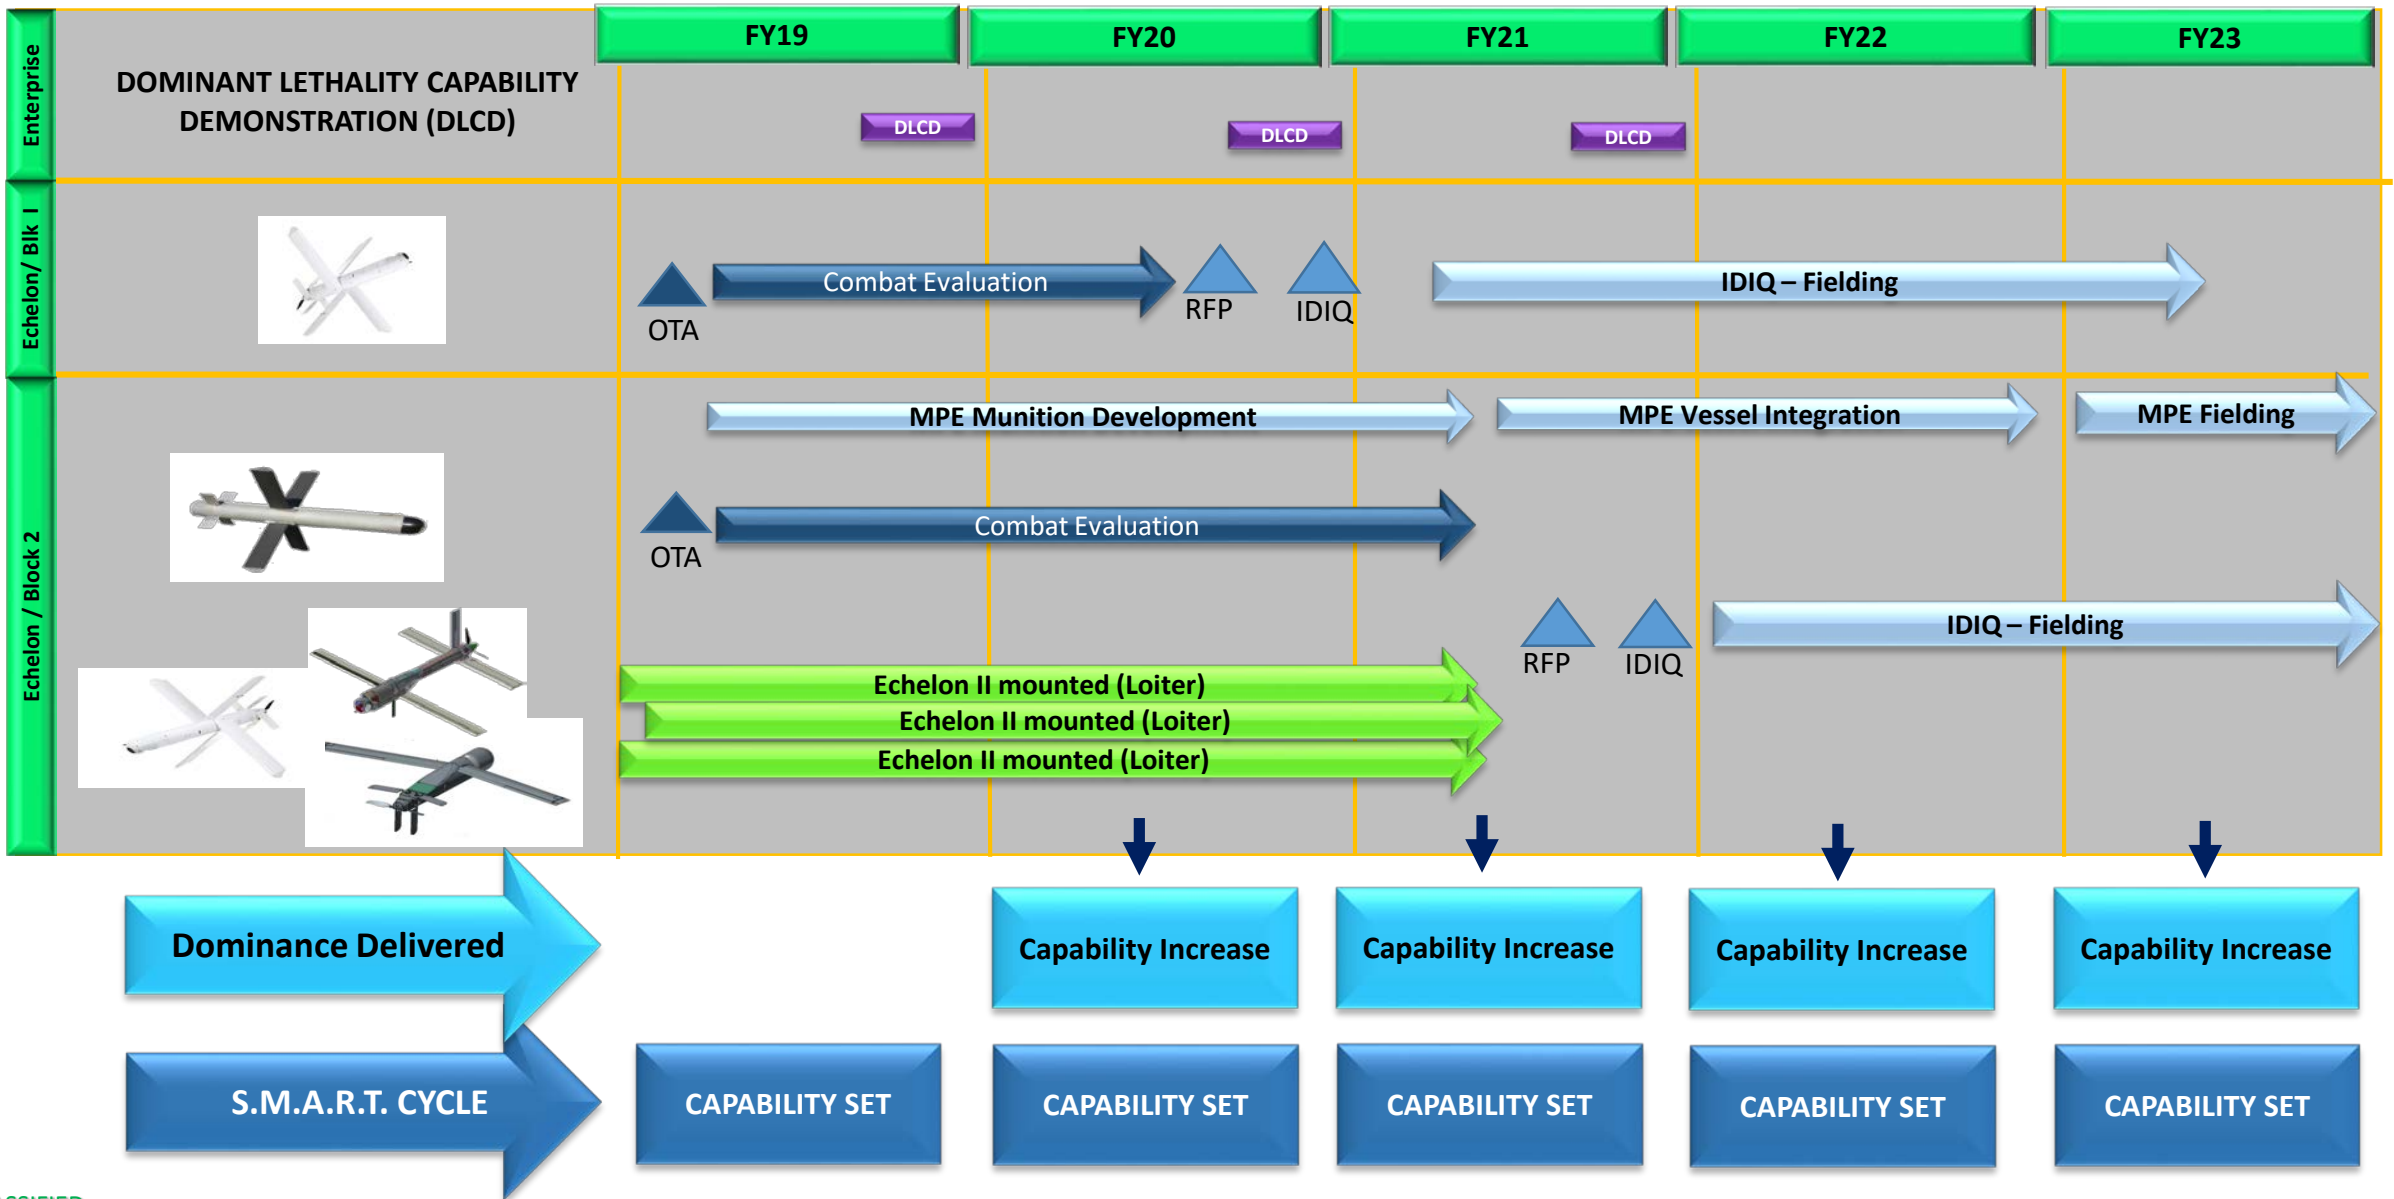 FY19
FY20
FY21
FY22
FY23
Enterprise
DOMINANT LETHALITY CAPABILITY
DEMONSTRATION (DLCD)
DLCD
DLCD
DLCD
Echelon/ Blk I
Combat Evaluation
OTA
RFP
IDIQ
IDIQ – Fielding
Echelon / Block 2
MPE Munition Development
MPE Vessel Integration
MPE Fielding
Combat Evaluation
OTA
RFP
IDIQ
IDIQ – Fielding
Echelon II mounted (Loiter)
Echelon II mounted (Loiter)
Echelon II mounted (Loiter)
Dominance Delivered
Capability Increase
Capability Increase
Capability Increase
Capability Increase
S.M.A.R.T. CYCLE
CAPABILITY SET
CAPABILITY SET
CAPABILITY SET
CAPABILITY SET
CAPABILITY SET